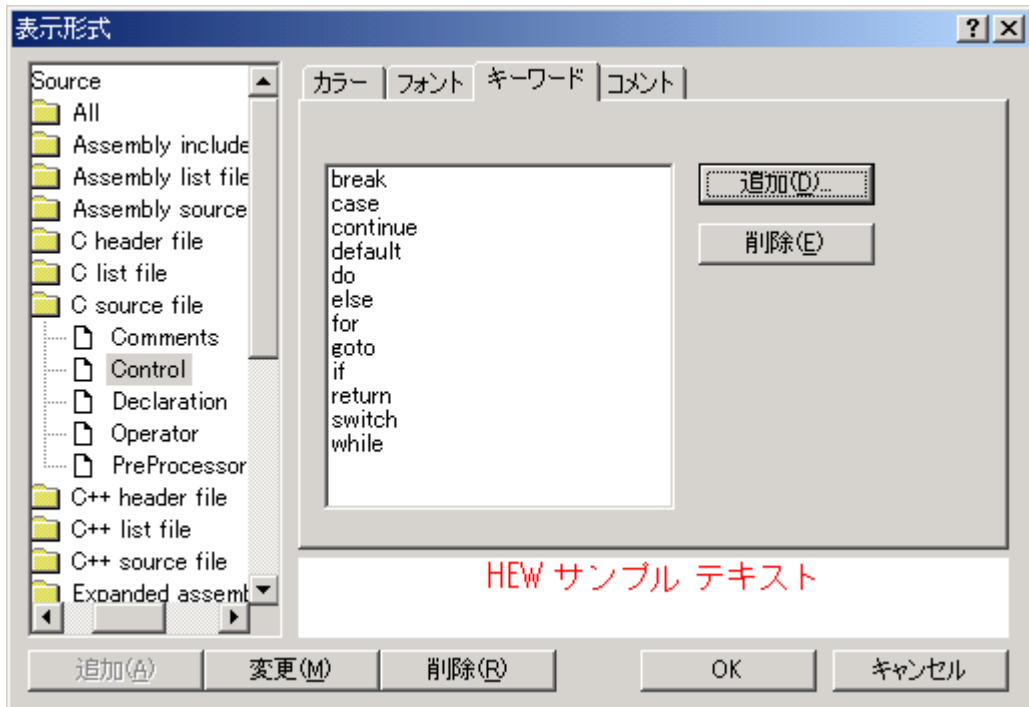 表示形式
Source
All
Assembly include
Assembly list file
Assembly source
C header file
C list file
C source file
Comments
Control
Declaration
Operator
PreProcessor
C++ header file
C++ list file
C++ source file
Expanded assemb
カラー
フォント
キーワード
コメント
break
case
continue
default
do
else
for
goto
if
return
switch
while
追加(D)...
削除(E)
HEW サンプル テキスト
追加(A)
変更(M)
削除(R)
OK
キャンセル